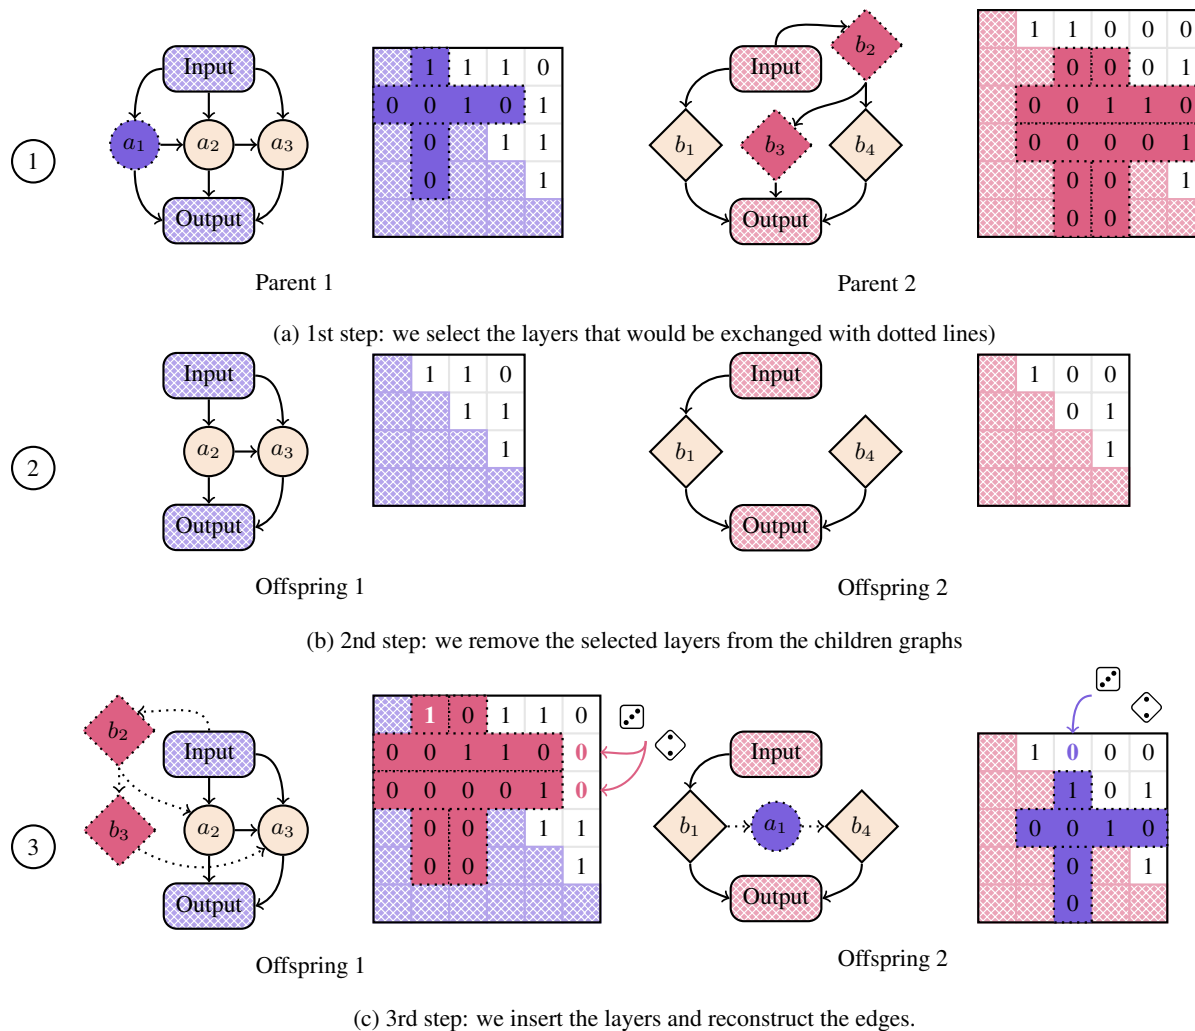 1
Input
a1 a2 a3
Output
1 1 1 0
0 0 1 0 1
0 1 1
0 1
Parent 1
Input
b2
b1 b3 b4
Output
1 1 0 0 0
0 0 0 1
0 0 1 1 0
0 0 0 0 1
0 0 1
0 0
Parent 2
(a) 1st step: we select the layers that would be exchanged with dotted lines)
2
Input
a2 a3
Output
1 1 0
1 1
1
Offspring 1
Input
b1 b4
Output
1 0 0
0 1
1
Offspring 2
(b) 2nd step: we remove the selected layers from the children graphs
3
b2
Input
b3 a2 a3
Output
1 0 1 1 0
0 0 1 1 0 0
0 0 0 0 1 0
0 0 1 1
0 0 1
Offspring 1
Input
b1 a1 b4
Output
1 0 0 0
1 0 1
0 0 1 0
0 1
0
Offspring 2
(c) 3rd step: we insert the layers and reconstruct the edges.